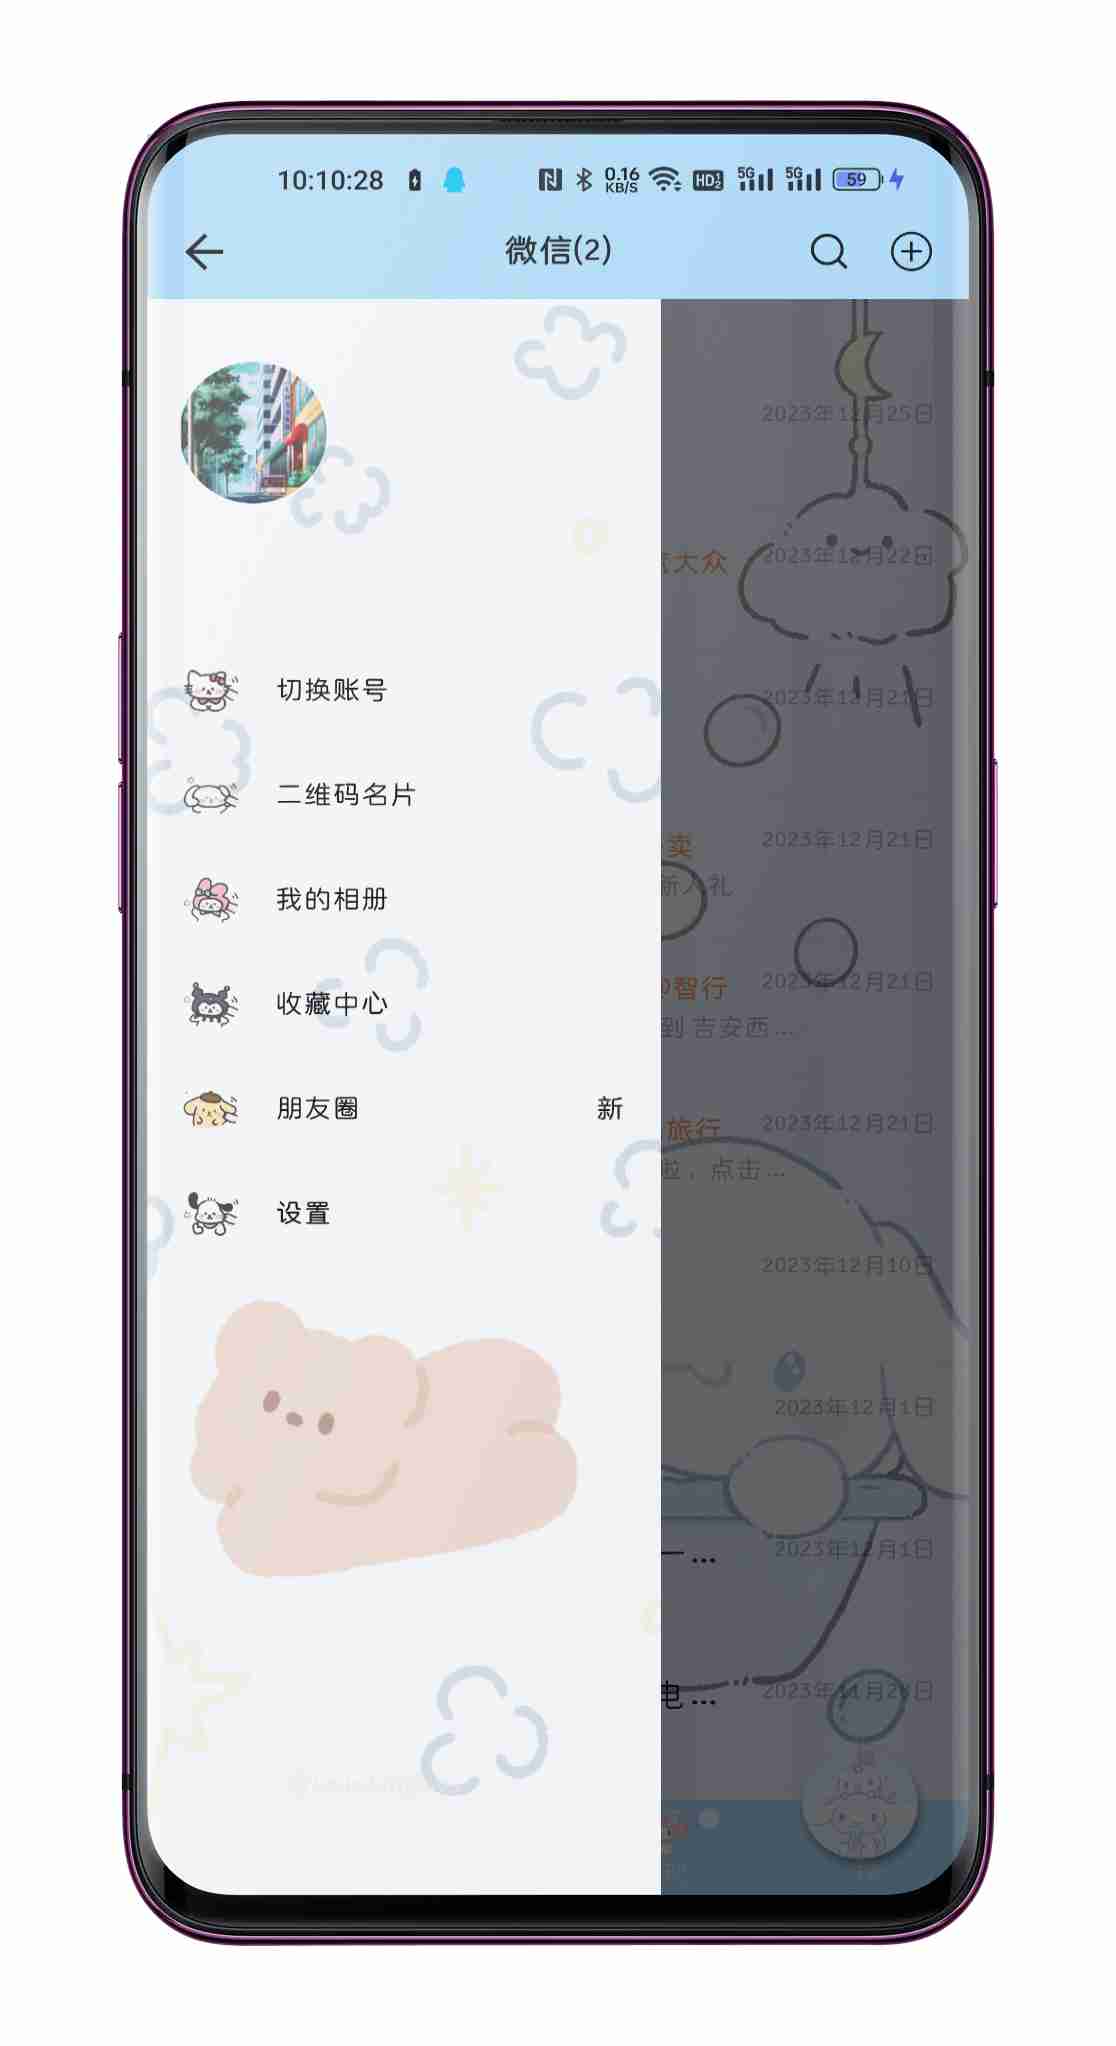 10:10:28 0.16 KB/S HD 1 2 5G 5G 59
微信(2)
2023年12月25日
大众 2023年12月22日
切换账号 2023年12月21日
二维码名片
卖 2023年12月21日
新人礼
我的相册
智行 2023年12月21日
收藏中心
到 吉安西...
朋友圈 新
旅行 2023年12月21日
啦，点击...
设置
2023年12月10日
2023年12月1日
一... 2023年12月1日
电... 2023年11月28日